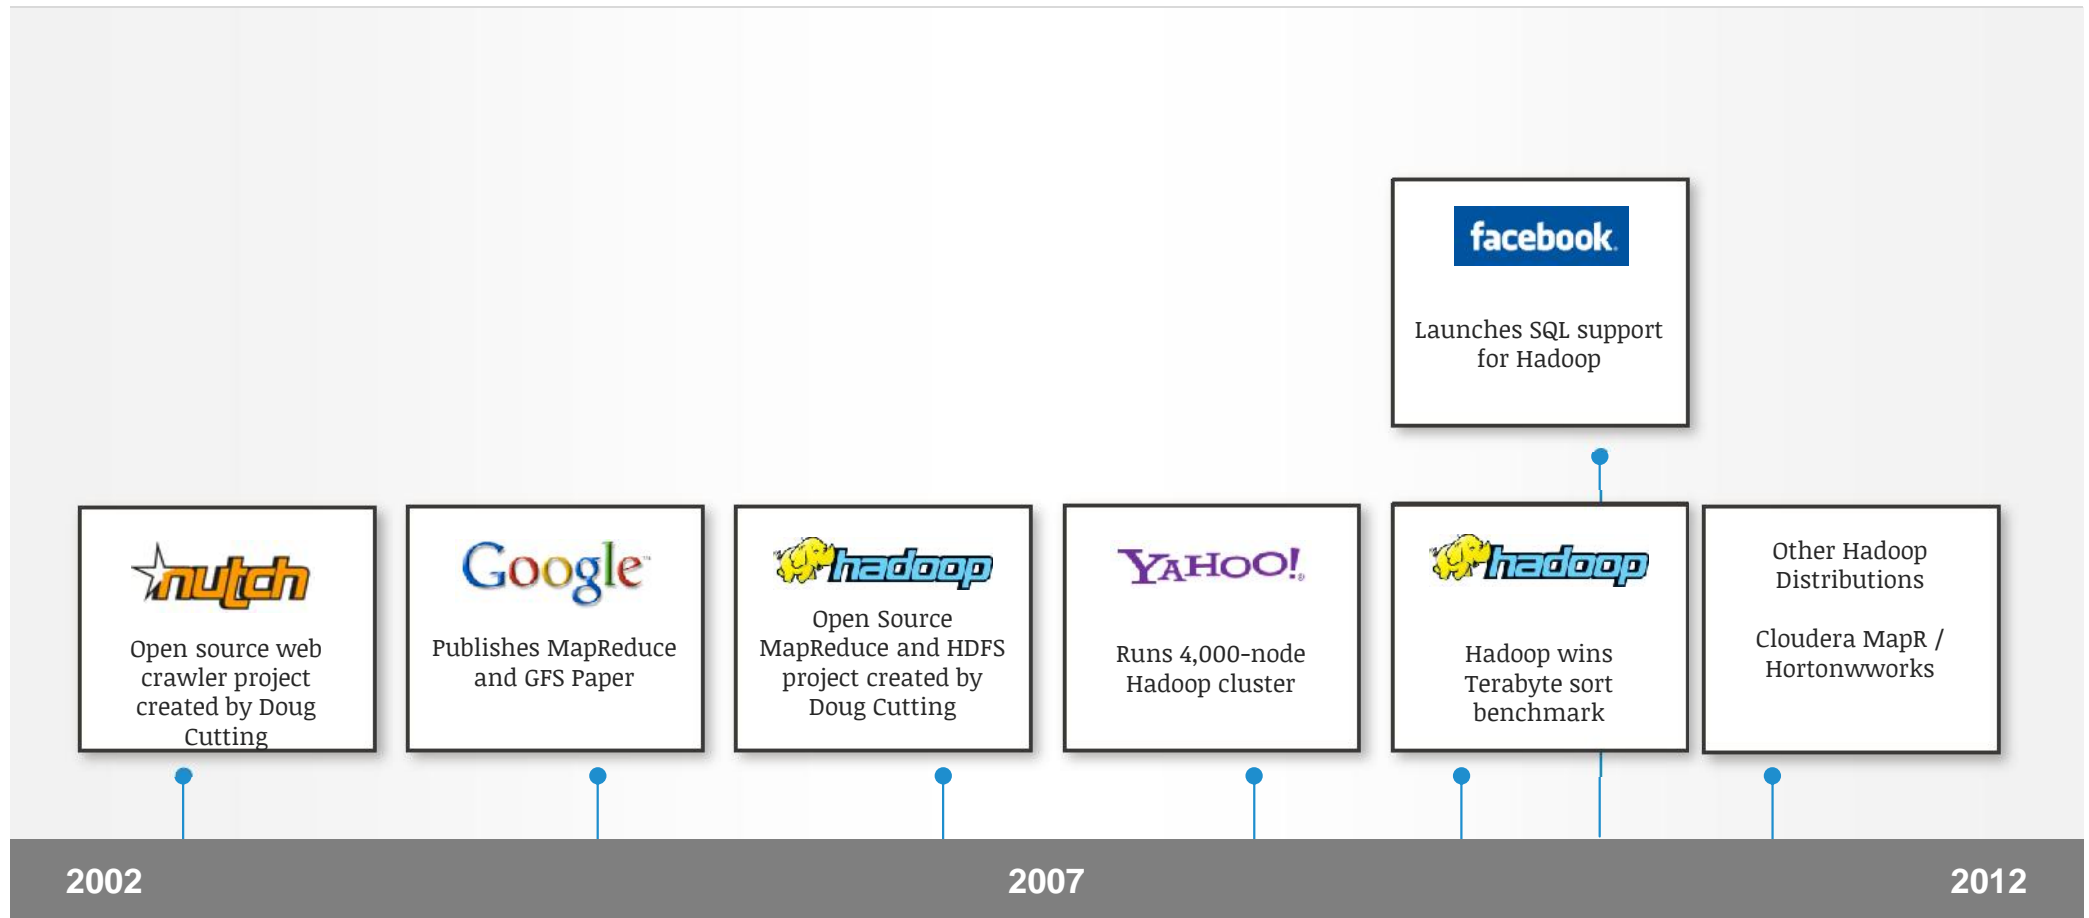 facebook
Launches SQL support
for Hadoop
nutch
Open source web
crawler project
created by Doug
Cutting
Google™
Publishes MapReduce
and GFS Paper
hadoop
Open Source
MapReduce and HDFS
project created by
Doug Cutting
YAHOO!
Runs 4,000-node
Hadoop cluster
hadoop
Hadoop wins
Terabyte sort
benchmark
Other Hadoop
Distributions
Cloudera MapR /
Hortonwworks
2002
2007
2012